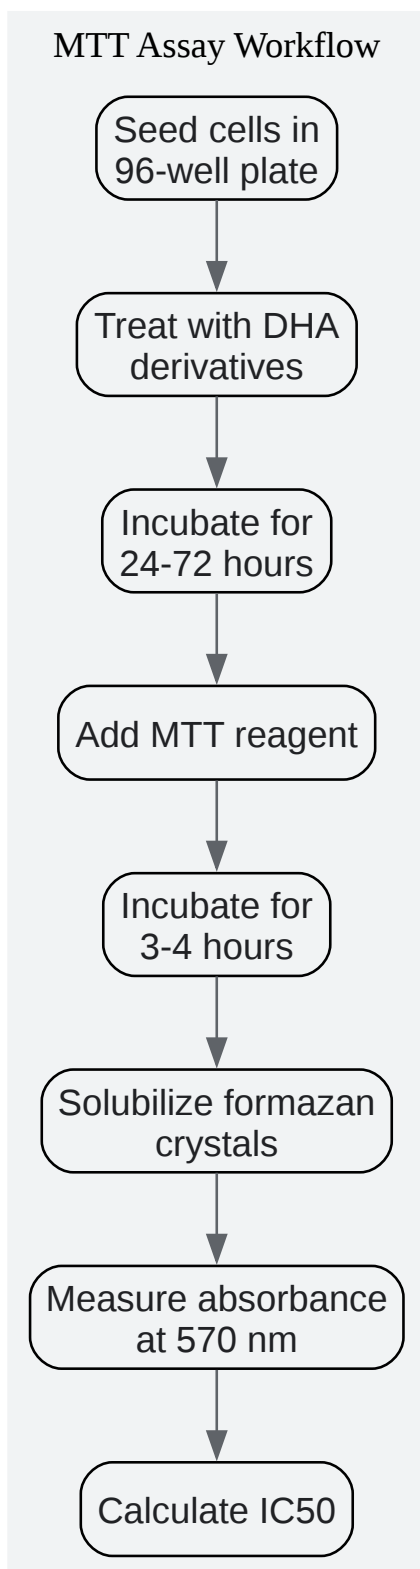 MTT Assay Workflow
Seed cells in
96-well plate
Treat with DHA
derivatives
Incubate for
24-72 hours
Add MTT reagent
Incubate for
3-4 hours
Solubilize formazan
crystals
Measure absorbance
at 570 nm
Calculate IC50